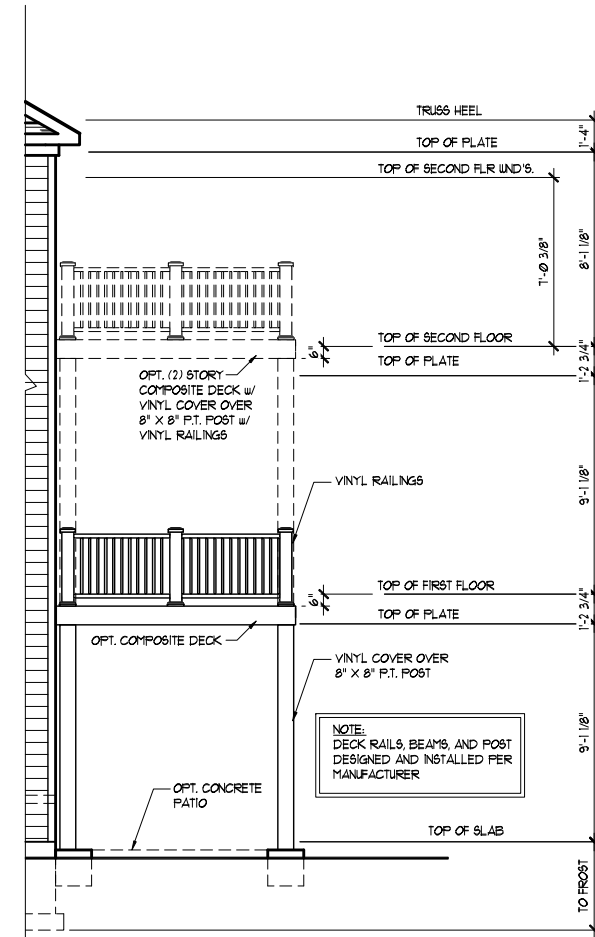 TRUSS HEEL
1'-4"
TOP OF PLATE
TOP OF SECOND FLR WND'S.
8'-1 1/8"
7'-0 3/8"
TOP OF SECOND FLOOR
6"
1'-2 3/4"
TOP OF PLATE
OPT. (2) STORY
COMPOSITE DECK w/
VINYL COVER OVER
8" X 8" P.T. POST w/
VINYL RAILINGS
VINYL RAILINGS
9'-1 1/8"
TOP OF FIRST FLOOR
6"
1'-2 3/4"
TOP OF PLATE
OPT. COMPOSITE DECK
VINYL COVER OVER
8" X 8" P.T. POST
NOTE:
DECK RAILS, BEAMS, AND POST
DESIGNED AND INSTALLED PER
MANUFACTURER
9'-1 1/8"
OPT. CONCRETE
PATIO
TOP OF SLAB
TO FROST